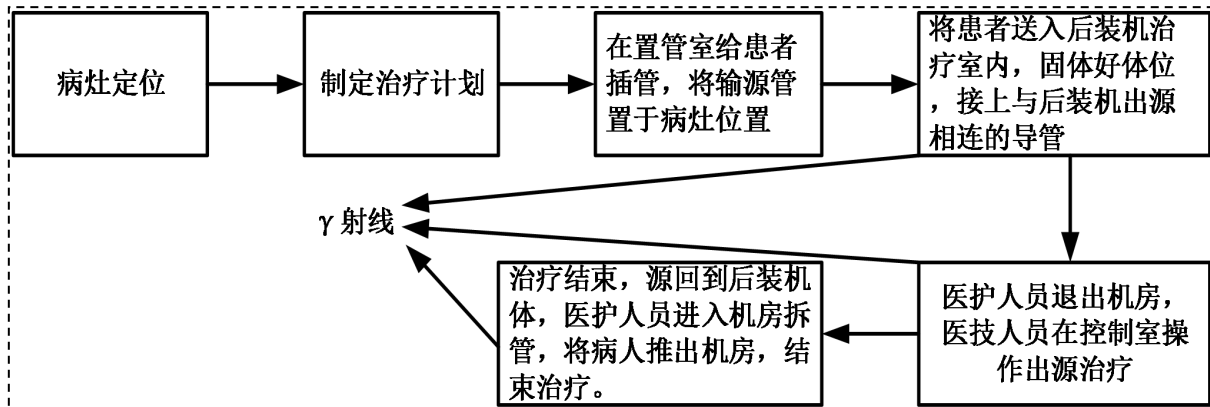 病灶定位
制定治疗计划
在置管室给患者
插管，将输源管
置于病灶位置
将患者送入后装机治
疗室内，固体好体位
，接上与后装机出源
相连的导管
γ射线
医护人员退出机房，
医技人员在控制室操
作出源治疗
治疗结束，源回到后装机
体，医护人员进入机房拆
管，将病人推出机房，结
束治疗。